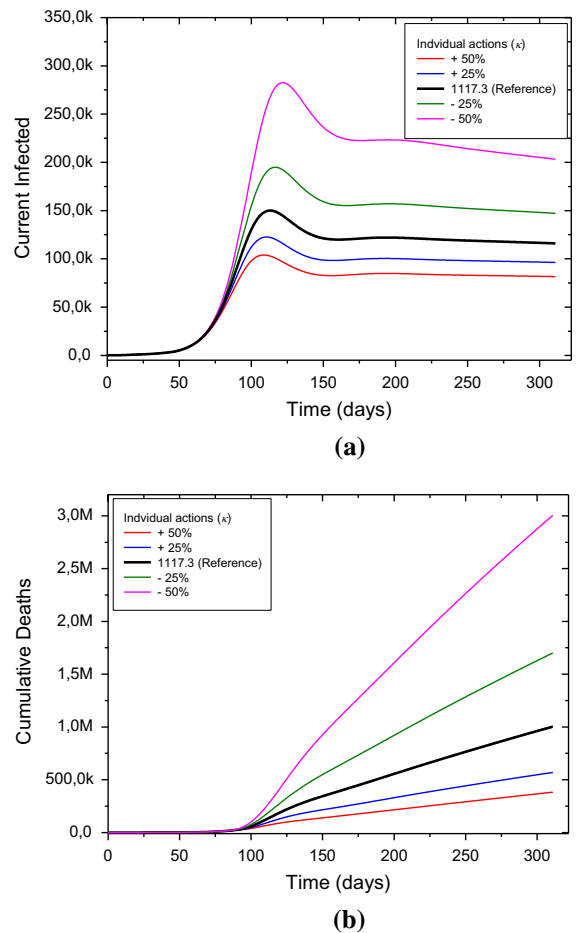 350,0k
300,0k
250,0k
200,0k
150,0k
100,0k
50,0k
0,0
Current Infected
Indvidual actions (κ)
+ 50%
+ 25%
1117.3 (Reference)
- 25%
- 50%
0 50 100 150 200 250 300
Time (days)
(a)
3,0M
2,5M
2,0M
1,5M
1,0M
500,0k
0,0
Cumulative Deaths
Indvidual actions (κ)
+ 50%
+ 25%
1117.3 (Reference)
- 25%
- 50%
0 50 100 150 200 250 300
Time (days)
(b)